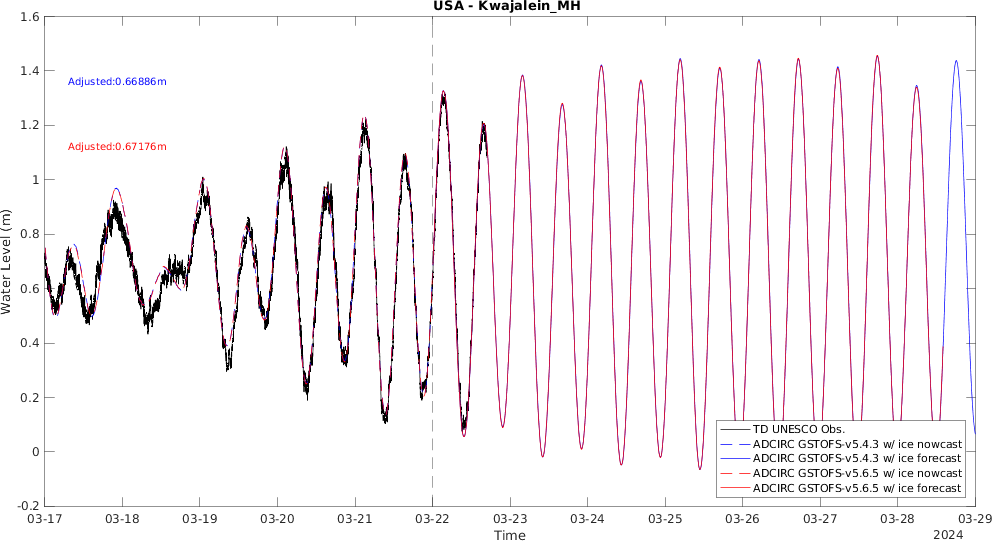 USA - Kwajalein_MH
1.6
1.4
1.2
1
0.8
0.6
0.4
0.2
0
-0.2
Water Level (m)
Adjusted:0.66886m
Adjusted:0.67176m
TD UNESCO Obs.
ADCIRC GSTOFS-v5.4.3 w/ ice nowcast
ADCIRC GSTOFS-v5.4.3 w/ ice forecast
ADCIRC GSTOFS-v5.6.5 w/ ice nowcast
ADCIRC GSTOFS-v5.6.5 w/ ice forecast
03-17 03-18 03-19 03-20 03-21 03-22 03-23 03-24 03-25 03-26 03-27 03-28 03-29
Time
2024